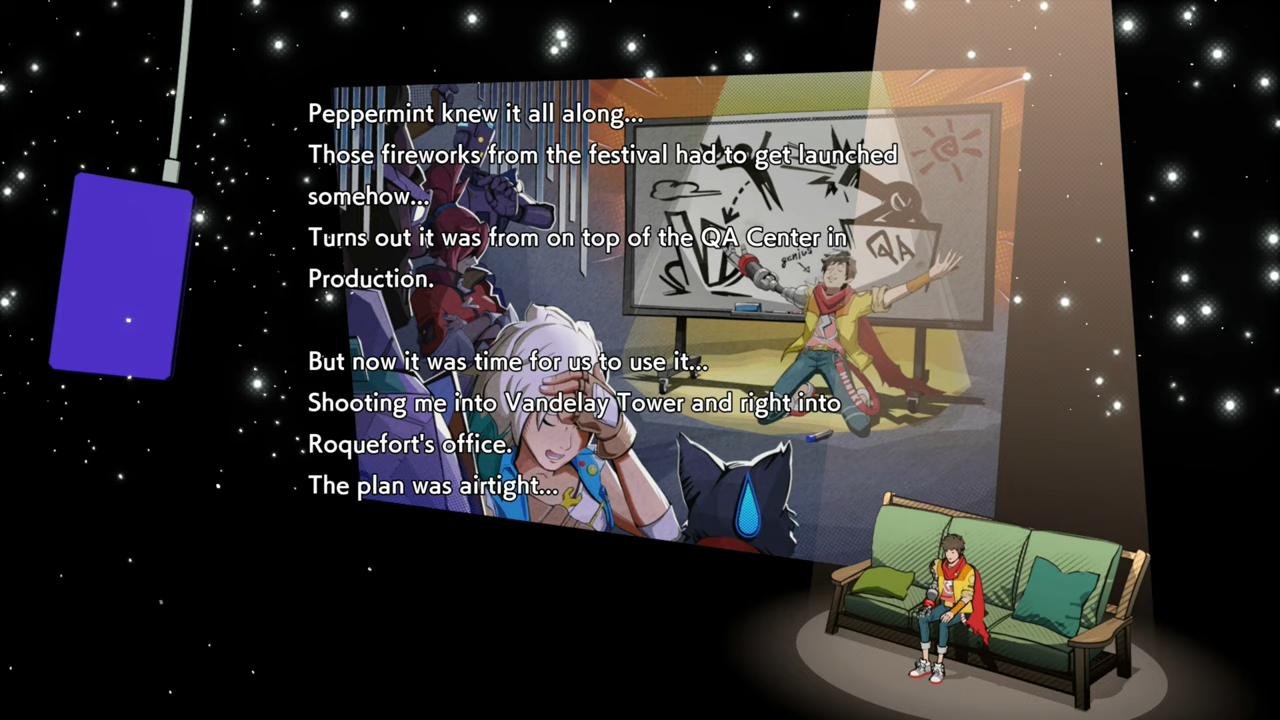 Peppermint knew it all along...
Those fireworks from the festival had to get launched
somehow...
Turns out it was from on top of the QA Center in
Production.
But now it was time for us to use it...
Shooting me into Vandelay Tower and right into
Roquefort's office.
The plan was airtight...
genius
QA